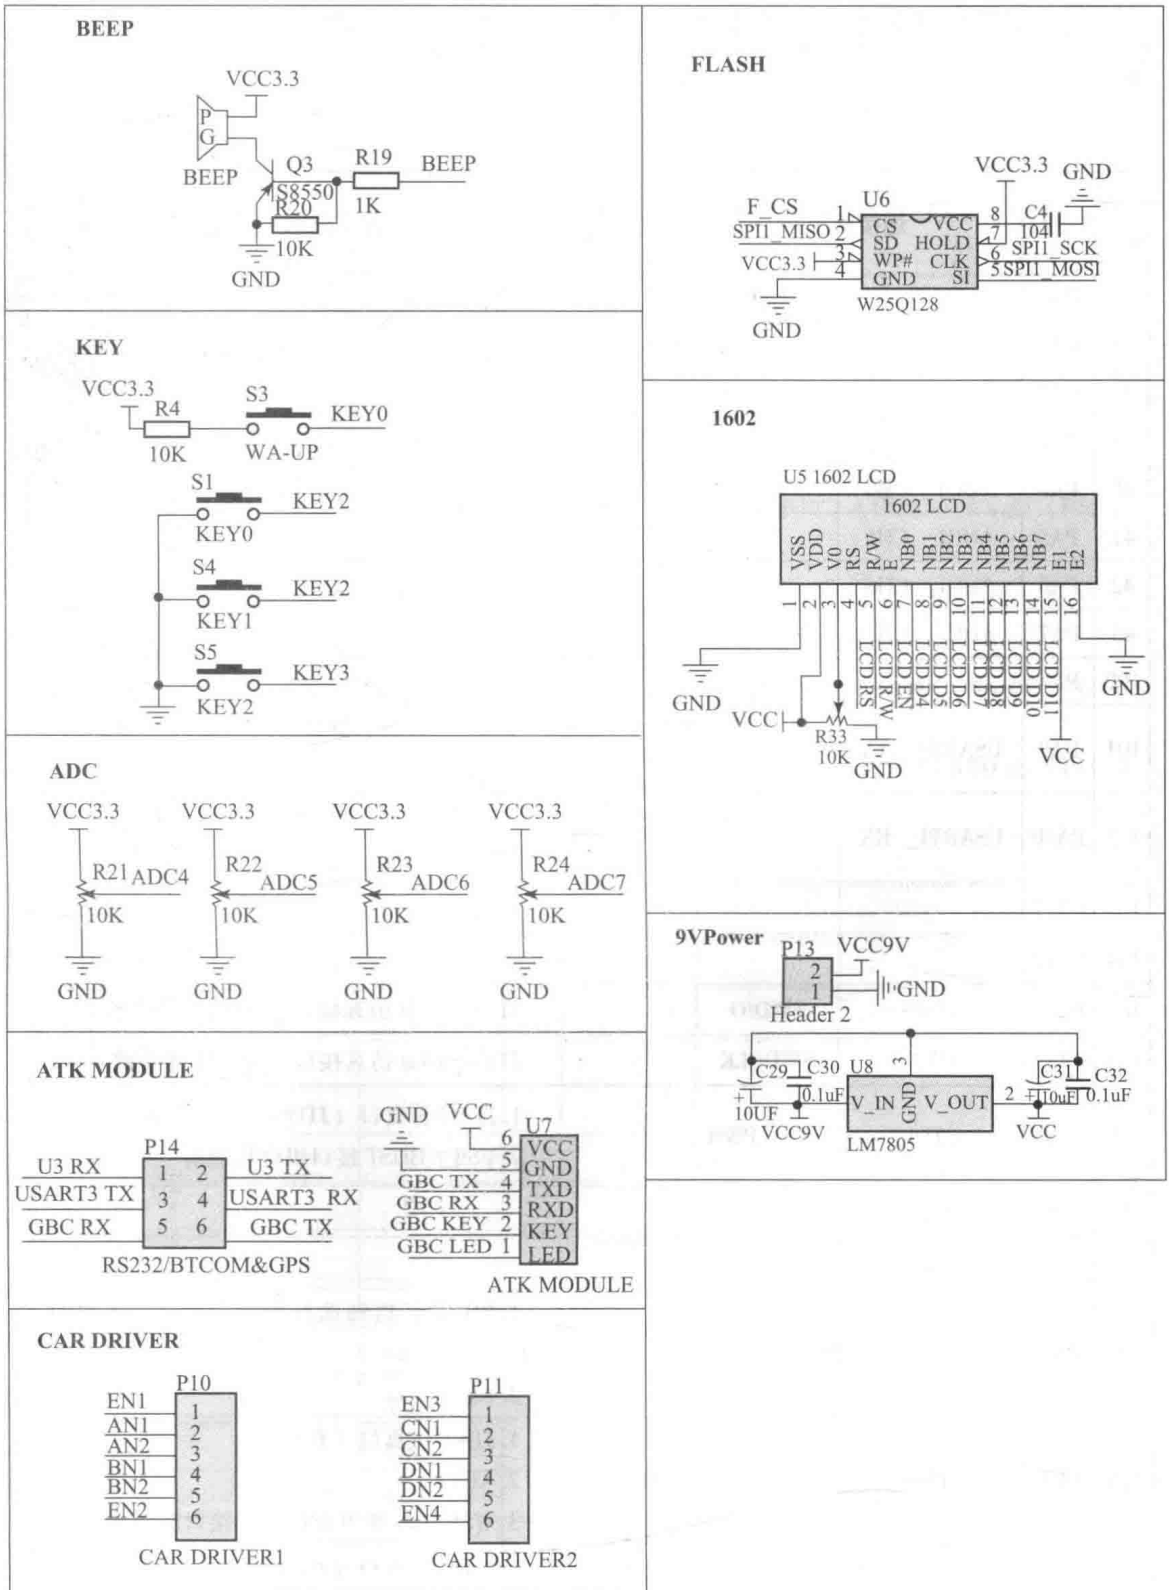 BEEP
VCC3.3
P
G
BEEP
Q3
S8550
R19
BEEP
1K
R20
10K
GND
KEY
VCC3.3
R4
10K
S3
KEY0
WA-UP
S1
KEY2
KEY0
S4
KEY2
KEY1
S5
KEY3
KEY2
ADC
VCC3.3 VCC3.3 VCC3.3 VCC3.3
R21 ADC4 R22 ADC5 R23 ADC6 R24 ADC7
10K 10K 10K 10K
GND GND GND GND
ATK MODULE
P14
U3 RX 1 2 U3 TX
USART3 TX 3 4 USART3 RX
GBC RX 5 6 GBC TX
RS232/BTCOM&GPS
GND VCC U7
6 VCC
5 GND
GBC TX 4 TXD
GBC RX 3 RXD
GBC KEY 2 KEY
GBC LED 1 LED
ATK MODULE
CAR DRIVER
P10
EN1 1
AN1 2
AN2 3
BN1 4
BN2 5
EN2 6
CAR DRIVER1
P11
EN3 1
CN1 2
CN2 3
DN1 4
DN2 5
EN4 6
CAR DRIVER2
FLASH
VCC3.3
GND
U6
F_CS 1 CS VCC 8 C4
SPI1_MISO 2 SD HOLD 7 104
VCC3.3 3 WP# CLK 6 SPI1_SCK
4 GND SI 5 SPI1_MOSI
GND
W25Q128
1602
U5 1602 LCD
1602 LCD
VSS VDD V0 RS R/W E NB0 NB1 NB2 NB3 NB4 NB5 NB6 NB7 E1 E2
1 2 3 4 5 6 7 8 9 10 11 12 13 14 15 16
LCD RS LCD R/W LCD EN LCD D4 LCD D5 LCD D6 LCD D7 LCD D8 LCD D9 LCD D10 LCD D11
GND
GND
VCC
R33
10K
GND
VCC
9VPower
P13
VCC9V
2
1
GND
Header 2
C29
10UF
C30
0.1uF
VCC9V
U8
3
V_IN GND V_OUT
LM7805
2
C31
10uF
C32
0.1uF
VCC